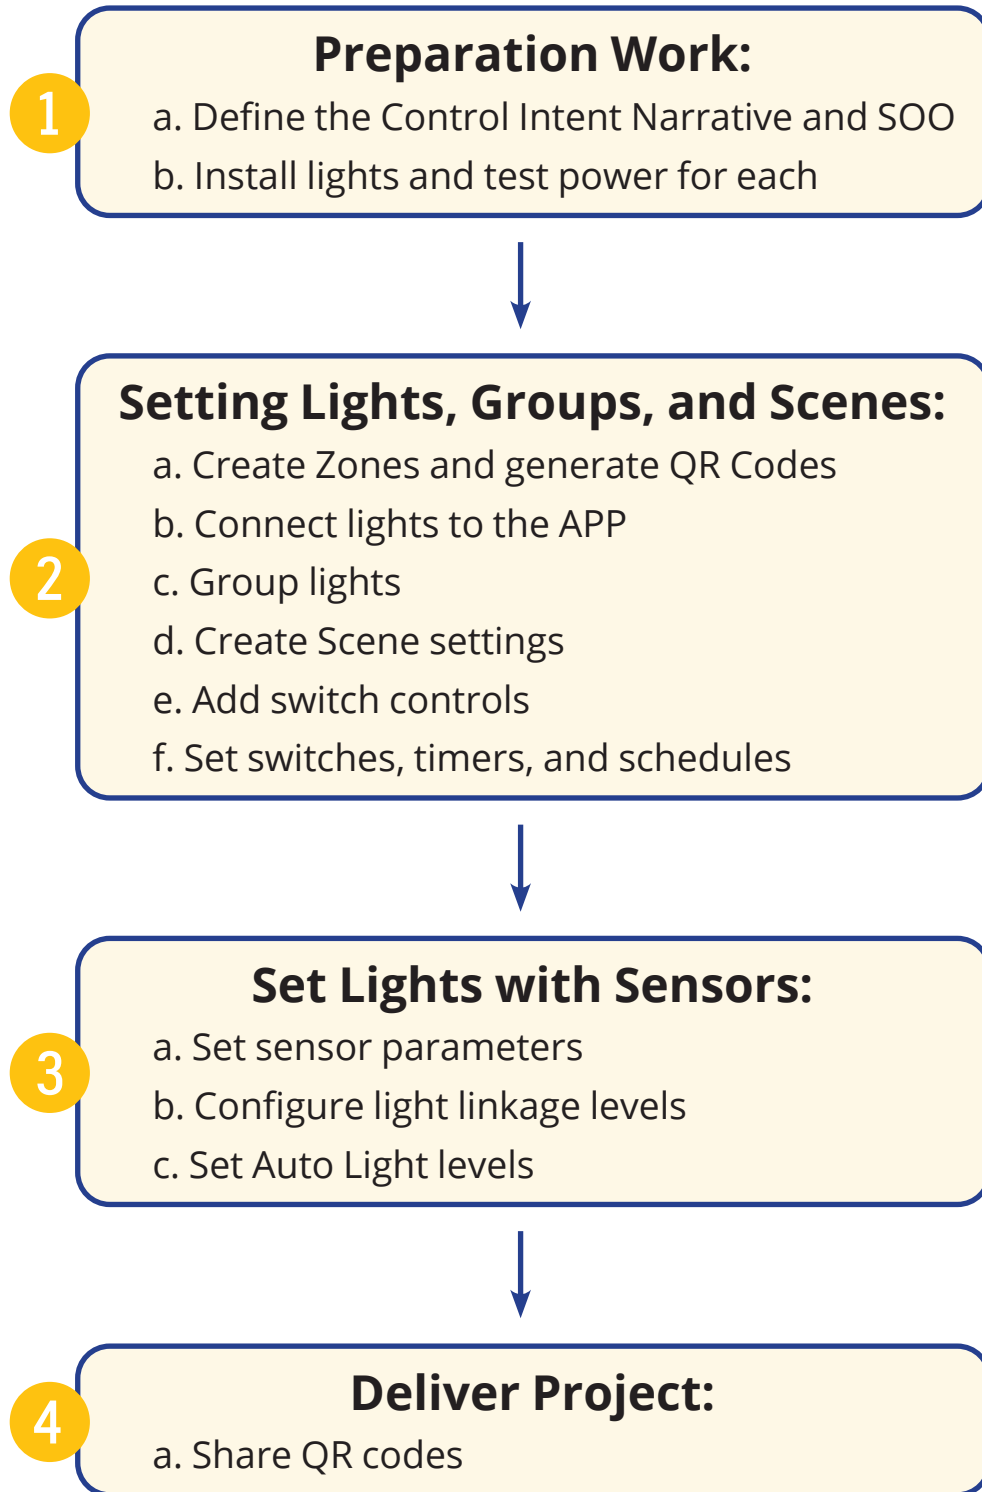 1
Preparation Work:
a. Define the Control Intent Narrative and SOO
b. Install lights and test power for each
2
Setting Lights, Groups, and Scenes:
a. Create Zones and generate QR Codes
b. Connect lights to the APP
c. Group lights
d. Create Scene settings
e. Add switch controls
f. Set switches, timers, and schedules
3
Set Lights with Sensors:
a. Set sensor parameters
b. Configure light linkage levels
c. Set Auto Light levels
4
Deliver Project:
a. Share QR codes